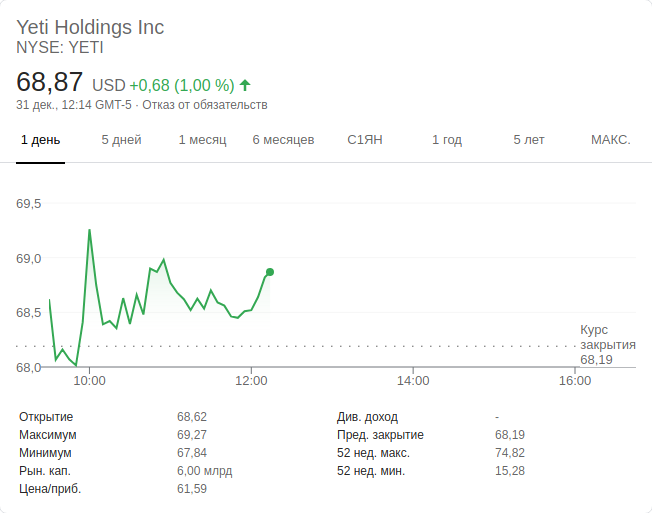 Yeti Holdings Inc
NYSE: YETI
68,87 USD +0,68 (1,00 %)
31 дек., 12:14 GMT-5 · Отказ от обязательств
1 день 5 дней 1 месяц 6 месяцев С1ЯН 1 год 5 лет МАКС.
69,5
69,0
68,5
Курс
закрытия
68,19
68,0
10:00 12:00 14:00 16:00
Открытие 68,62 Див. доход -
Максимум 69,27 Пред. закрытие 68,19
Минимум 67,84 52 нед. макс. 74,82
Рын. кап. 6,00 млрд 52 нед. мин. 15,28
Цена/приб. 61,59